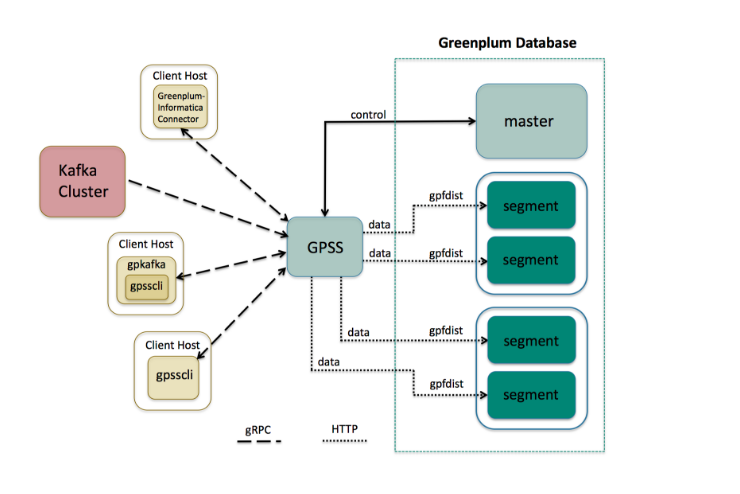 Greenplum Database
Client Host
Greenplum-
Informatica
Connector
control
master
Kafka
Cluster
gpfdist
segment
data
GPSS
data
gpfdist
segment
Client Host
gpkafka
gpsscli
data
gpfdist
segment
Client Host
gpsscli
data
gpfdist
segment
gRPC
HTTP